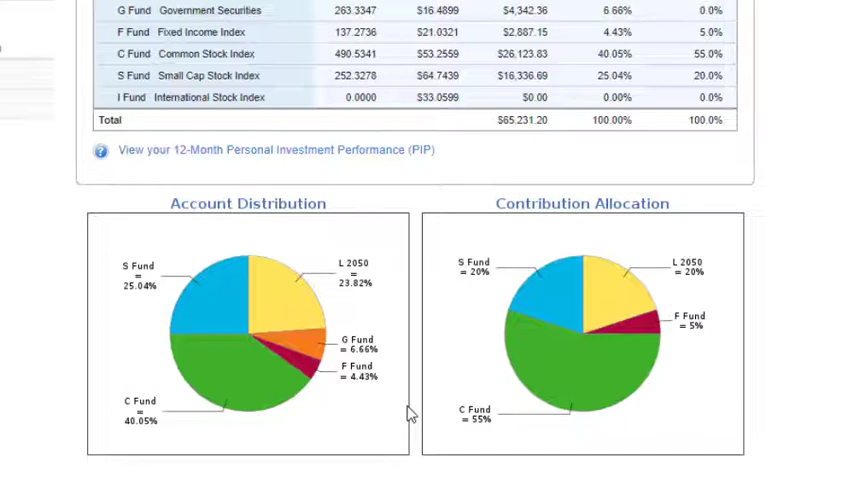 G Fund Government Securities 263.3347 $16.4899 $4,342.36 6.66% 0.0%
F Fund Fixed Income Index 137.2736 $21.0321 $2,887.15 4.43% 5.0%
C Fund Common Stock Index 490.5341 $53.2559 $26,123.83 40.05% 55.0%
S Fund Small Cap Stock Index 252.3278 $64.7439 $16,336.69 25.04% 20.0%
I Fund International Stock Index 0.0000 $33.0599 $0.00 0.00% 0.0%
Total $65,231.20 100.00% 100.0%
? View your 12-Month Personal Investment Performance (PIP)
Account Distribution
S Fund
=
25.04%
L 2050
=
23.82%
G Fund
= 6.66%
F Fund
= 4.43%
C Fund
=
40.05%
Contribution Allocation
S Fund
= 20%
L 2050
= 20%
F Fund
= 5%
C Fund
= 55%